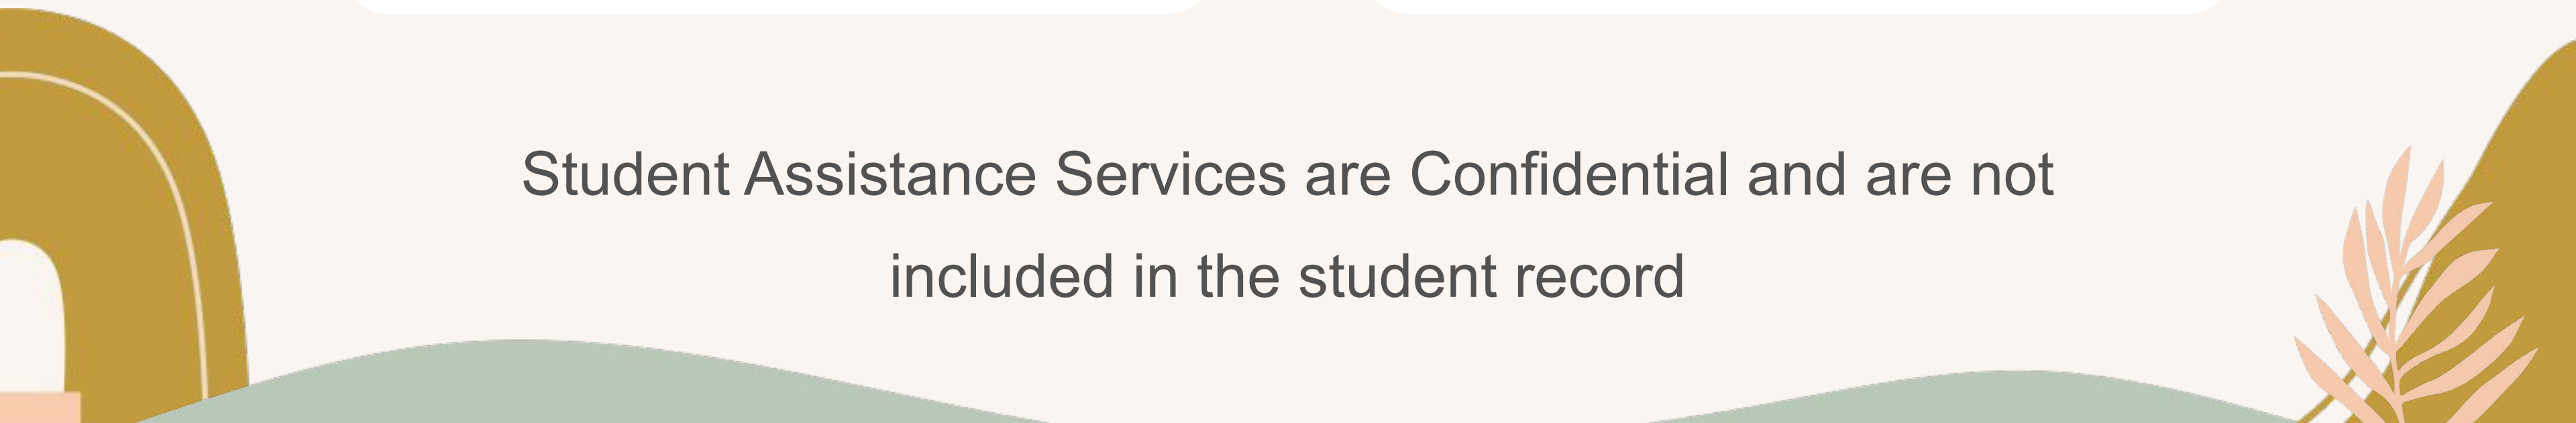 Student Assistance Services are Confidential and are not
included in the student record